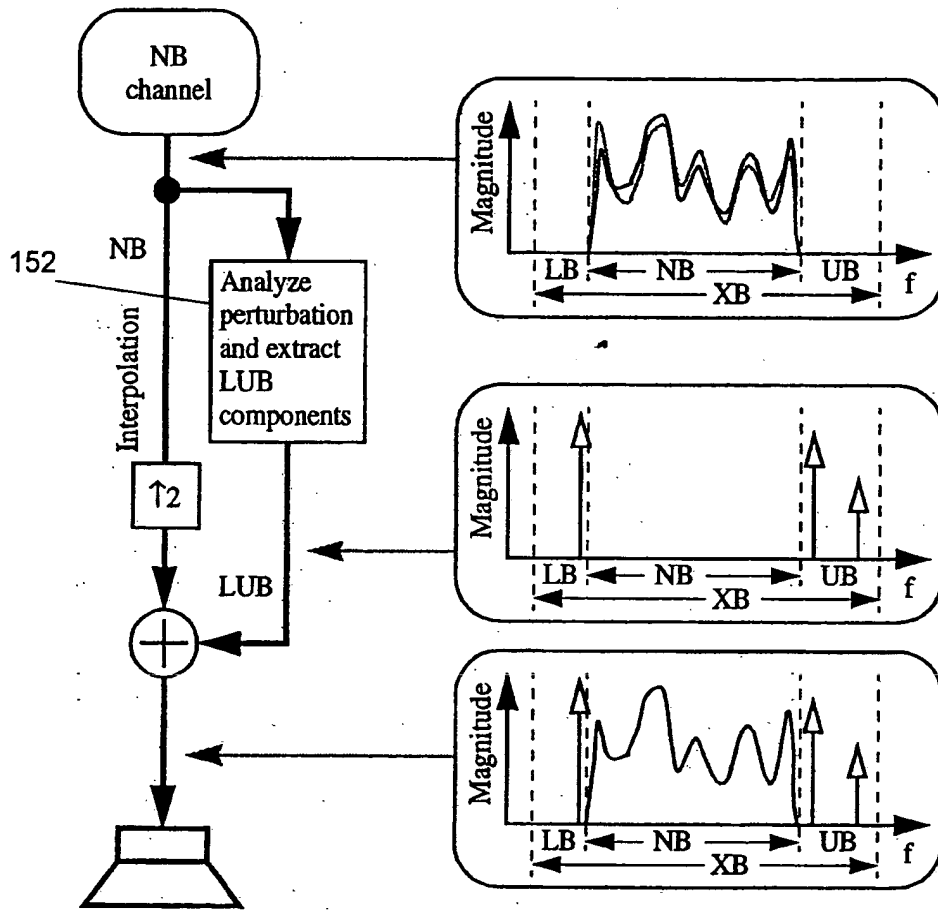 NB
channel
NB
Interpolation
152
Analyze
perturbation
and extract
LUB
components
↑2
LUB
Magnitude
LB
NB
UB
XB
f
Magnitude
LB
NB
UB
XB
f
Magnitude
LB
NB
UB
XB
f